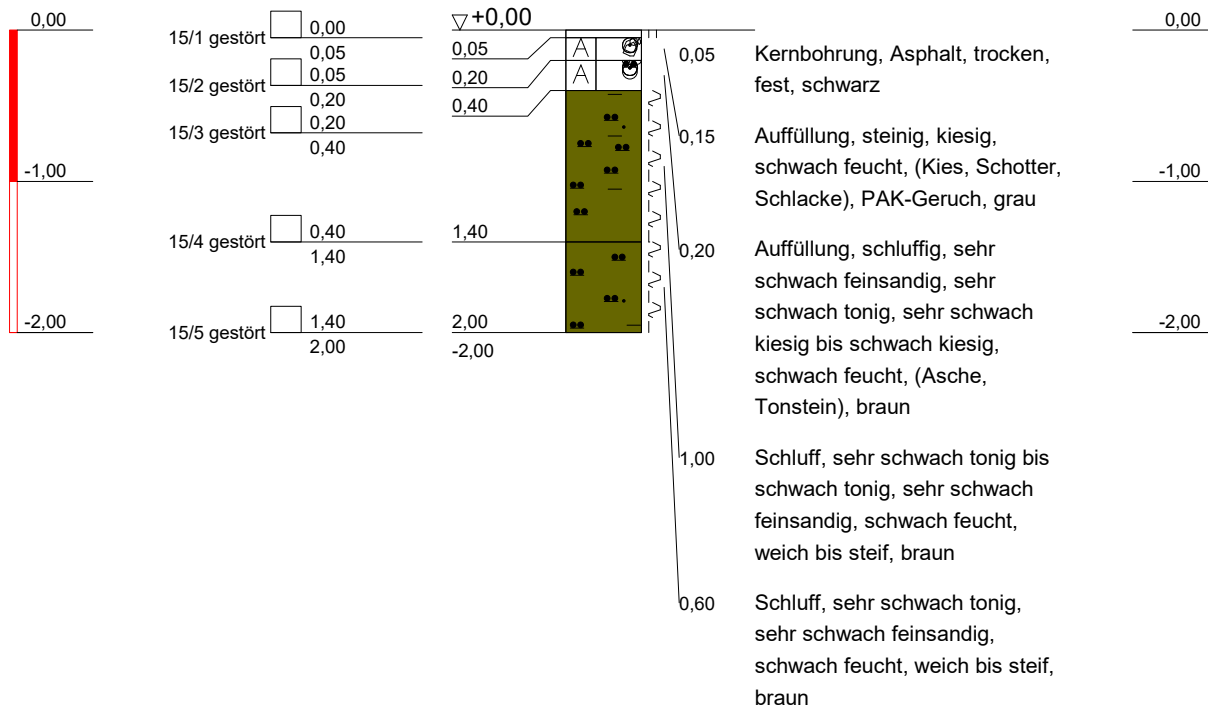 0,00
-1,00
-2,00
15/1 gestört
0,00
0,05
15/2 gestört
0,05
0,20
15/3 gestört
0,20
0,40
15/4 gestört
0,40
1,40
15/5 gestört
1,40
2,00
+0,00
0,05
0,20
0,40
1,40
2,00
-2,00
A
A
0,05
Kernbohrung, Asphalt, trocken,
fest, schwarz
0,15
Auffüllung, steinig, kiesig,
schwach feucht, (Kies, Schotter,
Schlacke), PAK-Geruch, grau
0,20
Auffüllung, schluffig, sehr
schwach feinsandig, sehr
schwach tonig, sehr schwach
kiesig bis schwach kiesig,
schwach feucht, (Asche,
Tonstein), braun
1,00
Schluff, sehr schwach tonig bis
schwach tonig, sehr schwach
feinsandig, schwach feucht,
weich bis steif, braun
0,60
Schluff, sehr schwach tonig,
sehr schwach feinsandig,
schwach feucht, weich bis steif,
braun
0,00
-1,00
-2,00